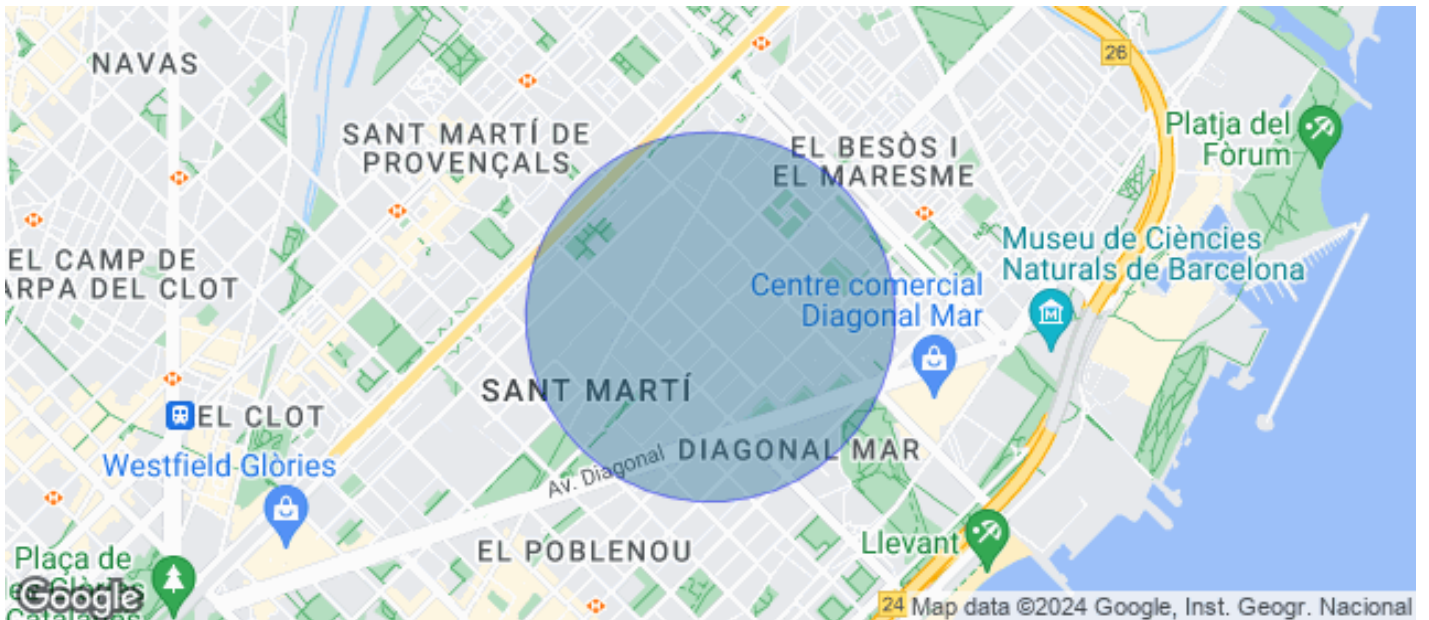 NAVAS
26
Platja del
Fòrum
SANT MARTÍ DE
PROVENÇALS
EL BESÒS I
EL MARESME
EL CAMP DE
ARPA DEL CLOT
Museu de Ciències
Naturals de Barcelona
Centre comercial
Diagonal Mar
SANT MARTÍ
EL CLOT
DIAGONAL MAR
Westfield Glòries
Av. Diagonal
EL POBLENOU
Llevant
Plaça de
Google
24
Map data ©2024 Google, Inst. Geogr. Nacional